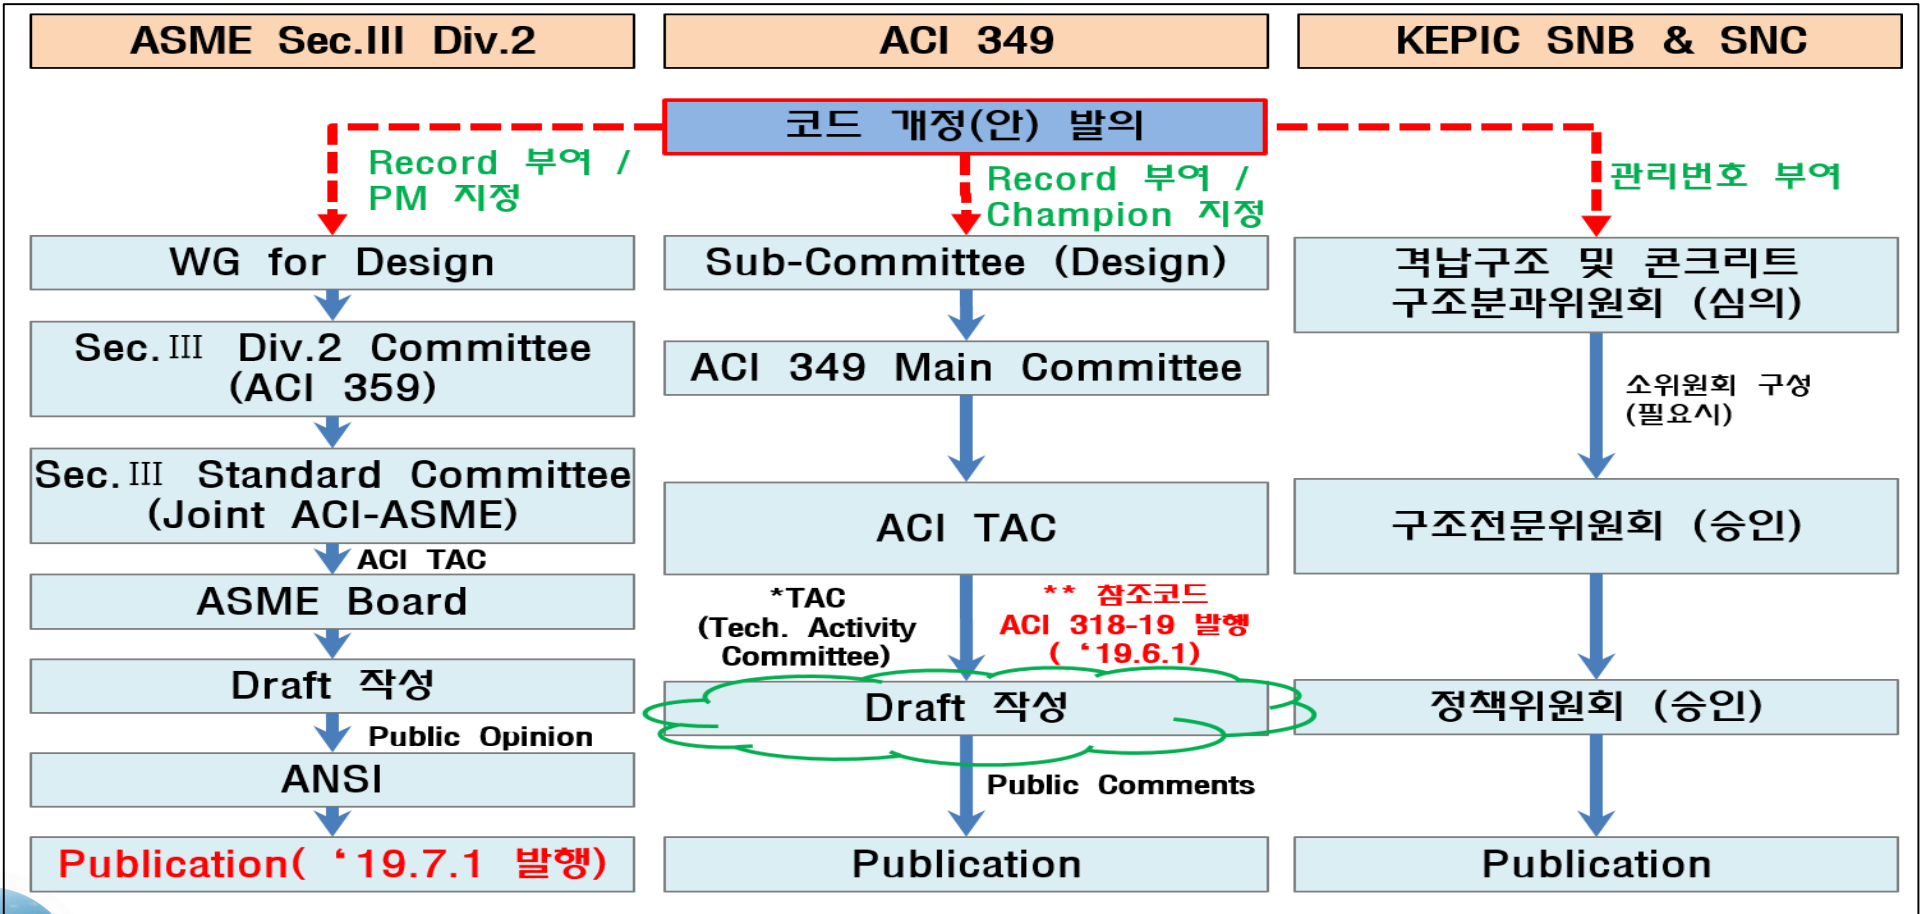 ASME Sec.III Div.2
ACI 349
KEPIC SNB & SNC
코드 개정(안) 발의
Record 부여 /
PM 지정
Record 부여 /
Champion 지정
관리번호 부여
WG for Design
Sec.III Div.2 Committee
(ACI 359)
Sec.III Standard Committee
(Joint ACI-ASME)
ACI TAC
ASME Board
Draft 작성
Public Opinion
ANSI
Publication( ‘19.7.1 발행)
Sub-Committee (Design)
ACI 349 Main Committee
ACI TAC
*TAC
(Tech. Activity
Committee)
** 참조코드
ACI 318-19 발행
( ‘19.6.1)
Draft 작성
Public Comments
Publication
격납구조 및 콘크리트
구조분과위원회 (심의)
소위원회 구성
(필요시)
구조전문위원회 (승인)
정책위원회 (승인)
Publication